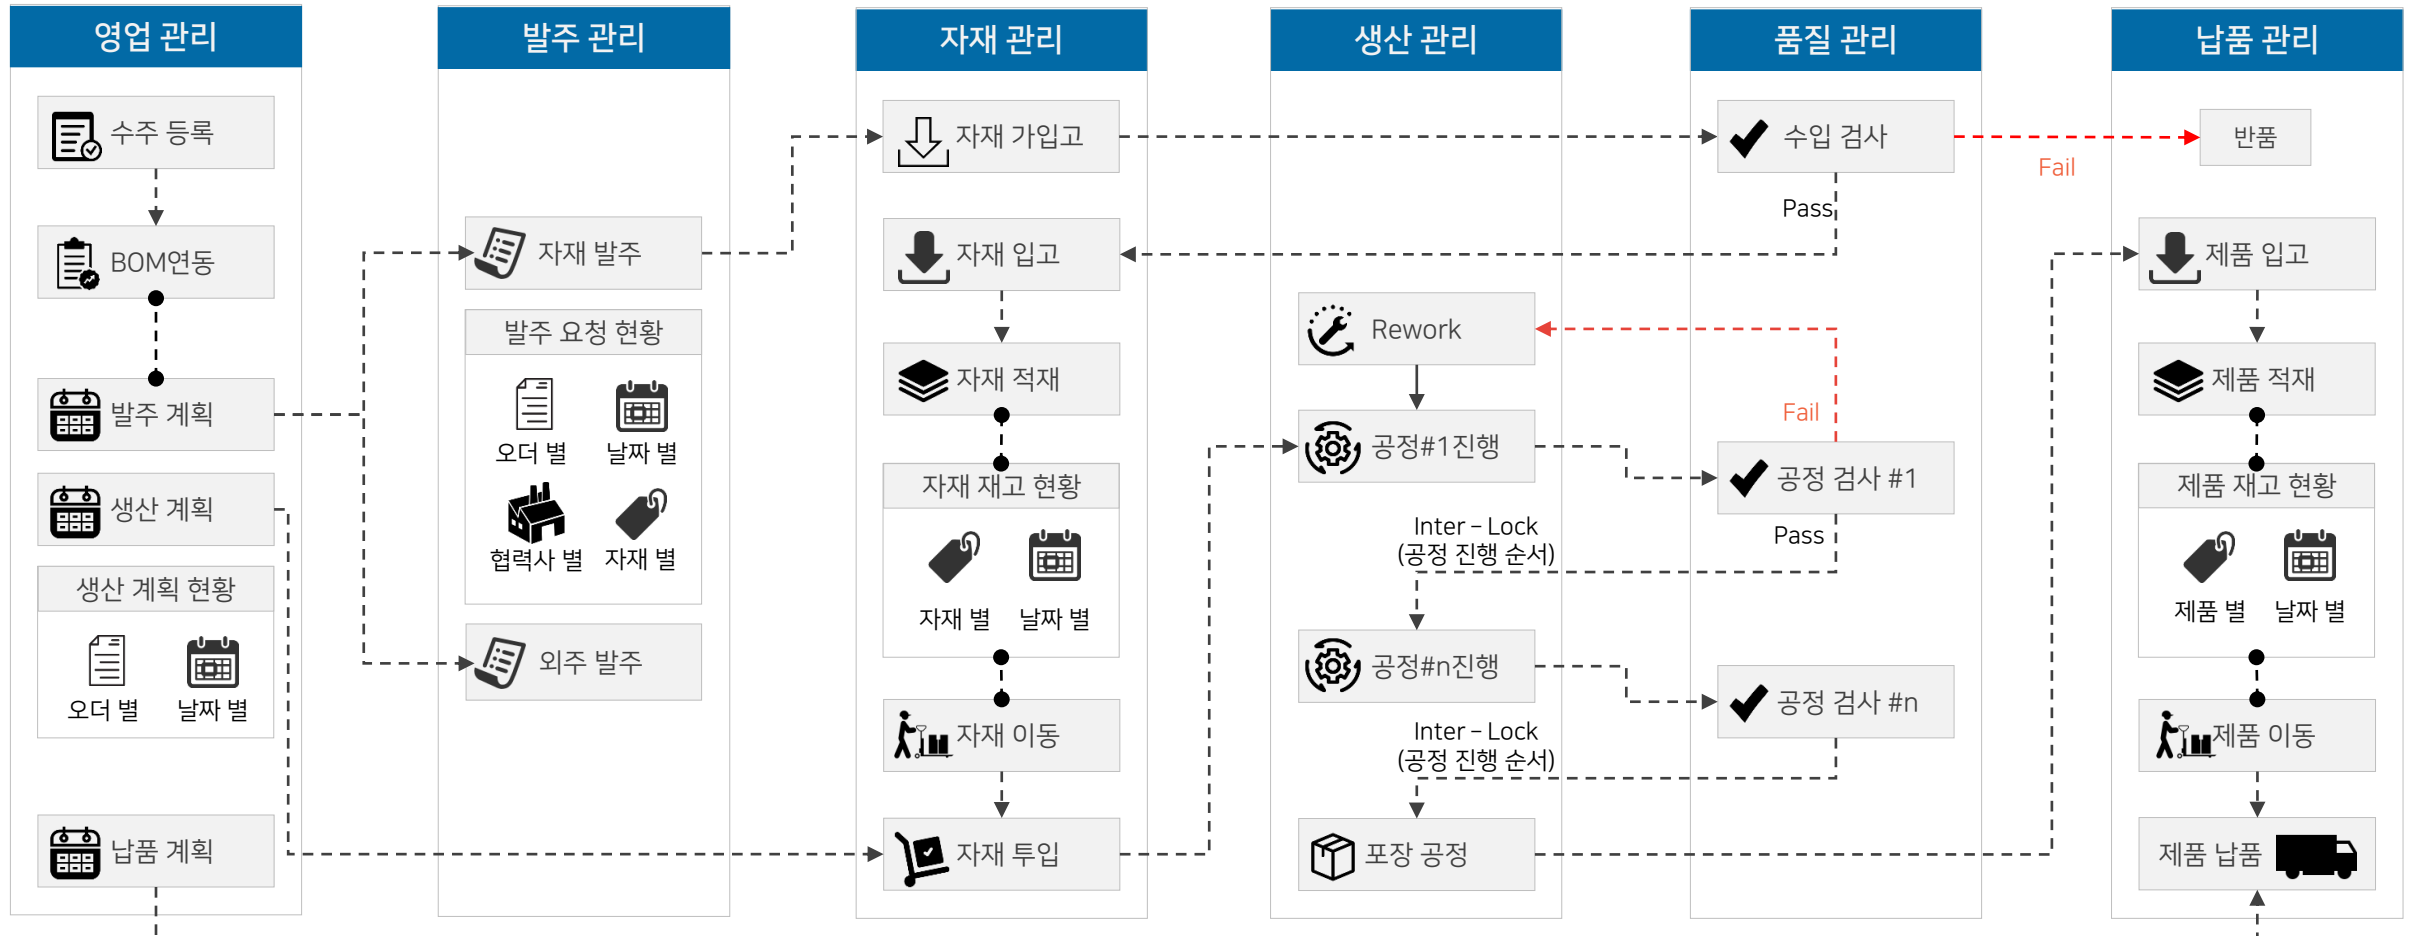 영업 관리
수주 등록
BOM연동
발주 계획
생산 계획
생산 계획 현황
오더 별
날짜 별
납품 계획
발주 관리
자재 발주
발주 요청 현황
오더 별
날짜 별
협력사 별
자재 별
외주 발주
자재 관리
자재 가입고
자재 입고
자재 적재
자재 재고 현황
자재 별
날짜 별
자재 이동
자재 투입
생산 관리
Rework
공정#1진행
Inter – Lock
(공정 진행 순서)
공정#n진행
Inter – Lock
(공정 진행 순서)
포장 공정
품질 관리
수입 검사
Pass
Fail
Fail
공정 검사 #1
Pass
공정 검사 #n
납품 관리
반품
제품 입고
제품 적재
제품 재고 현황
제품 별
날짜 별
제품 이동
제품 납품